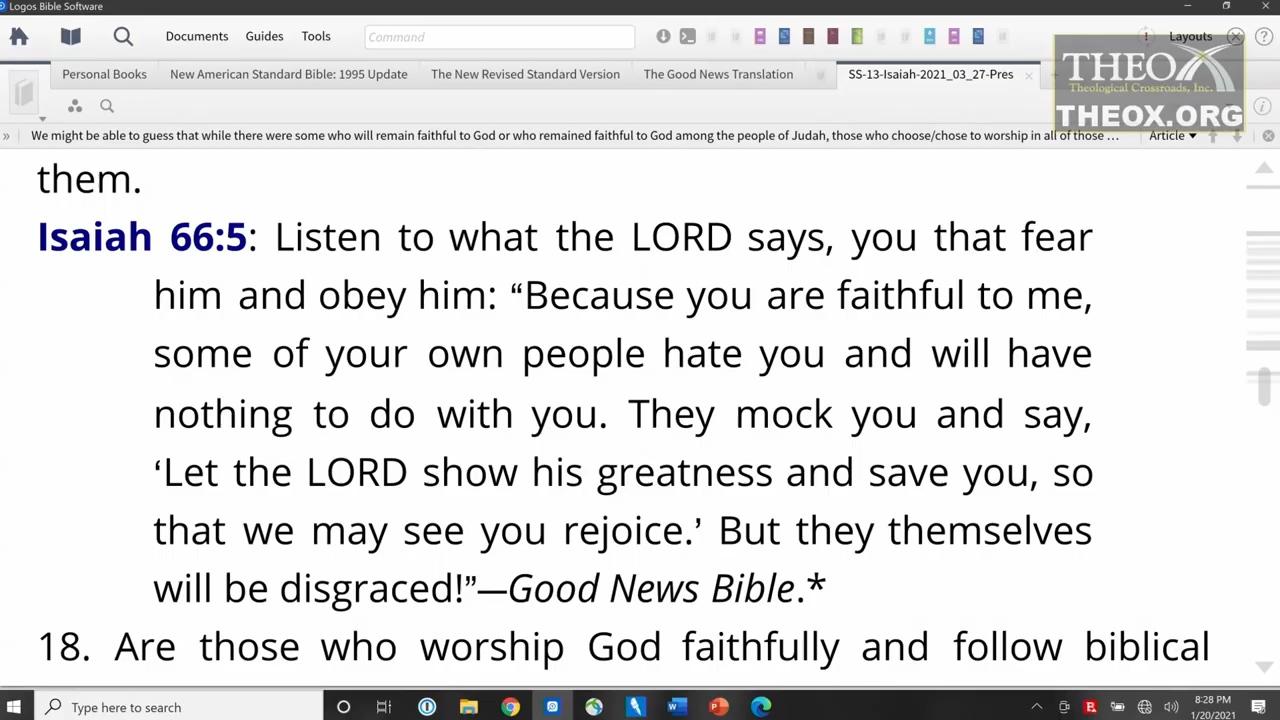 Logos Bible Software
Documents Guides Tools Command Layouts
THEOX
Theological Crossroads, Inc.
THEOX.ORG
Personal Books New American Standard Bible: 1995 Update The New Revised Standard Version The Good News Translation SS-13-Isaiah-2021_03_27-Pres
We might be able to guess that while there were some who will remain faithful to God or who remained faithful to God among the people of Judah, those who choose/chose to worship in all of those … Article
them.
Isaiah 66:5: Listen to what the LORD says, you that fear
him and obey him: “Because you are faithful to me,
some of your own people hate you and will have
nothing to do with you. They mock you and say,
‘Let the LORD show his greatness and save you, so
that we may see you rejoice.’ But they themselves
will be disgraced!”—Good News Bible.*
18. Are those who worship God faithfully and follow biblical
Type here to search
8:28 PM
1/20/2021